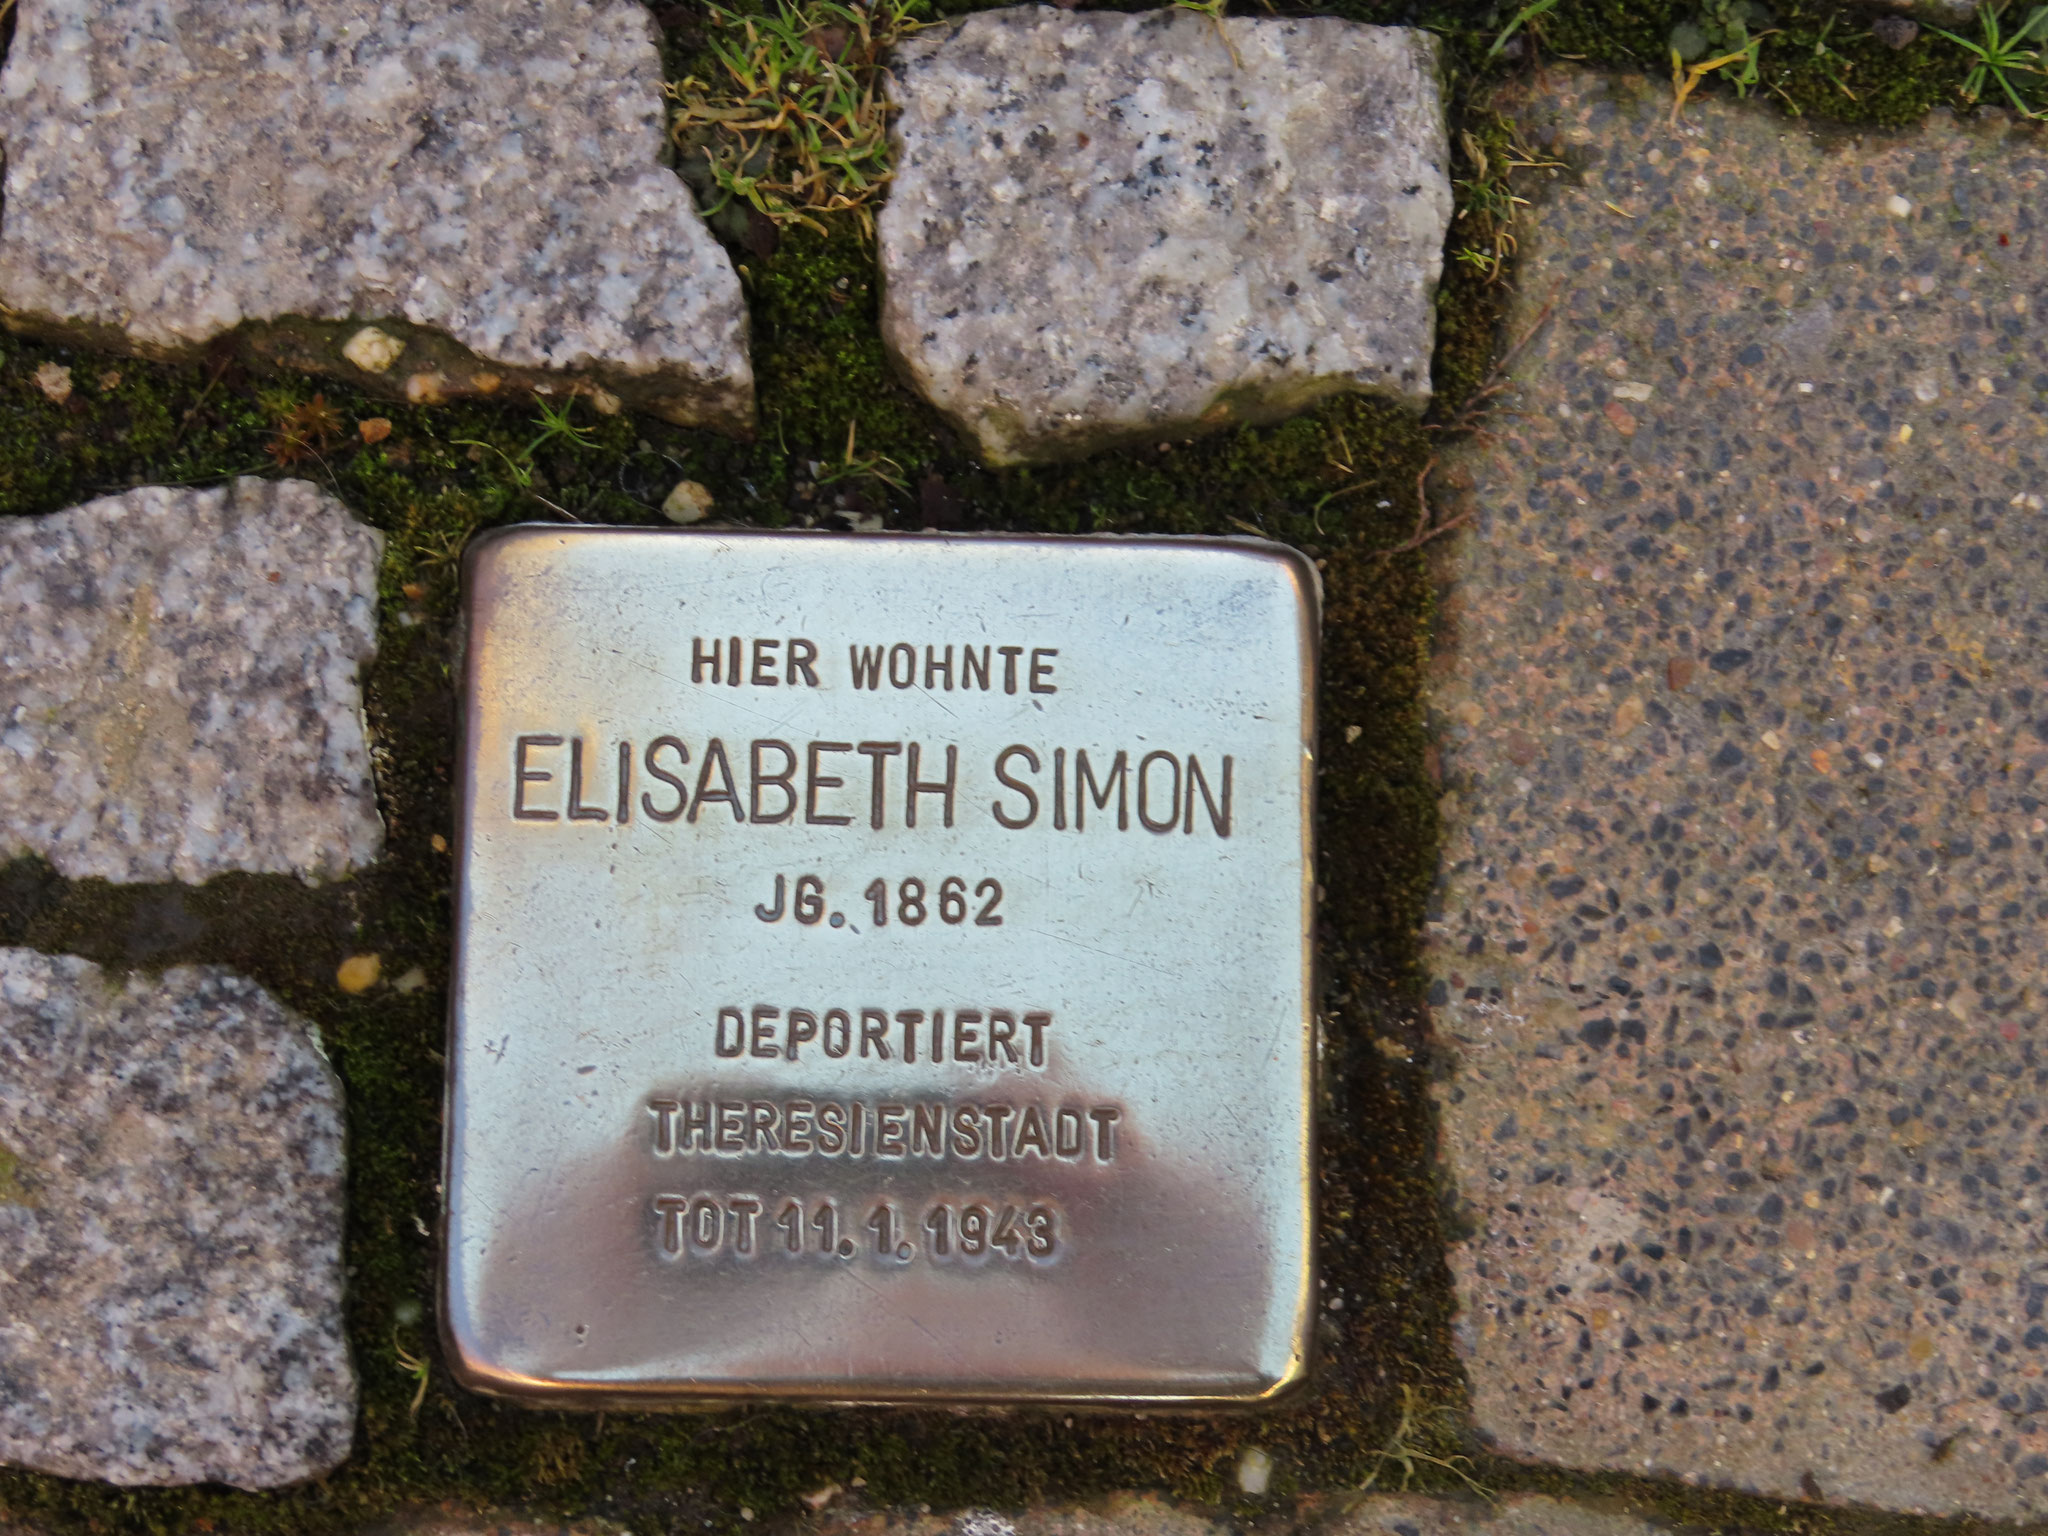 HIER WOHNTE
ELISABETH SIMON
JG. 1862
DEPORTIERT
THERESIENSTADT
TOT 11.1.1943